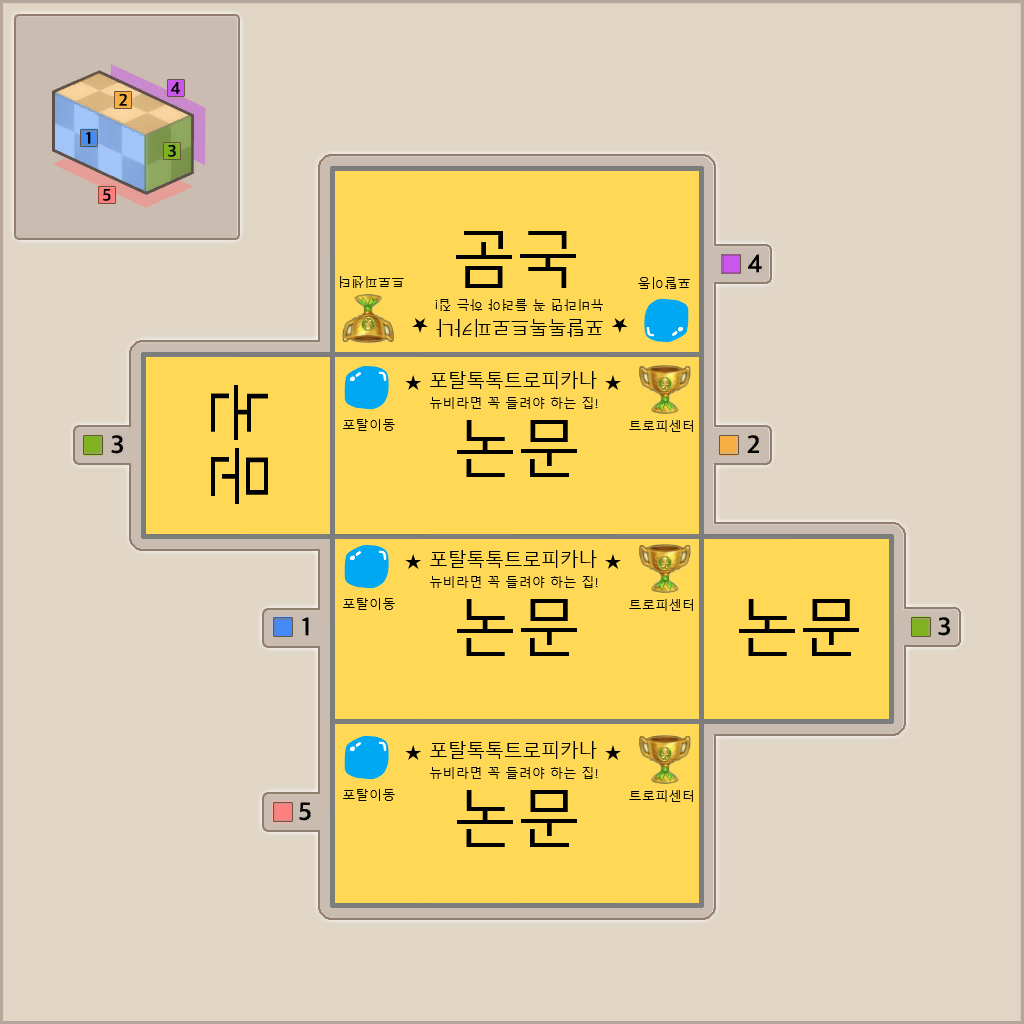 곰국
트로피센터
포탈이동
뉴비라면 꼭 들려야 하는 집!
★ 포탈톡톡트로피카나 ★
4
★ 포탈톡톡트로피카나 ★
뉴비라면 꼭 들려야 하는 집!
포탈이동
트로피센터
논문
논문
3
2
★ 포탈톡톡트로피카나 ★
뉴비라면 꼭 들려야 하는 집!
포탈이동
트로피센터
논문
논문
1
3
★ 포탈톡톡트로피카나 ★
뉴비라면 꼭 들려야 하는 집!
포탈이동
트로피센터
논문
5
4
2
1
3
5